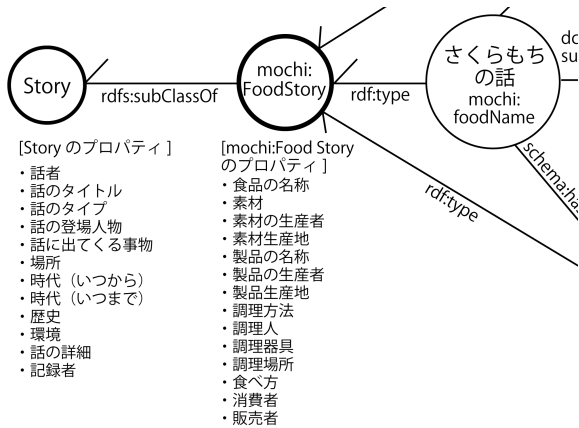 Story
rdfs:subClassOf
mochi:
FoodStory
rdf:type
さくらもち
の話
mochi:
foodName
schema:ha
rdf:type
[Story のプロパティ ]
・話者
・話のタイトル
・話のタイプ
・話の登場人物
・話に出てくる事物
・場所
・時代（いつから）
・時代（いつまで）
・歴史
・環境
・話の詳細
・記録者
[mochi:Food Story
のプロパティ ]
・食品の名称
・素材
・素材の生産者
・素材生産地
・製品の名称
・製品の生産者
・製品生産地
・調理方法
・調理人
・調理器具
・調理場所
・食べ方
・消費者
・販売者